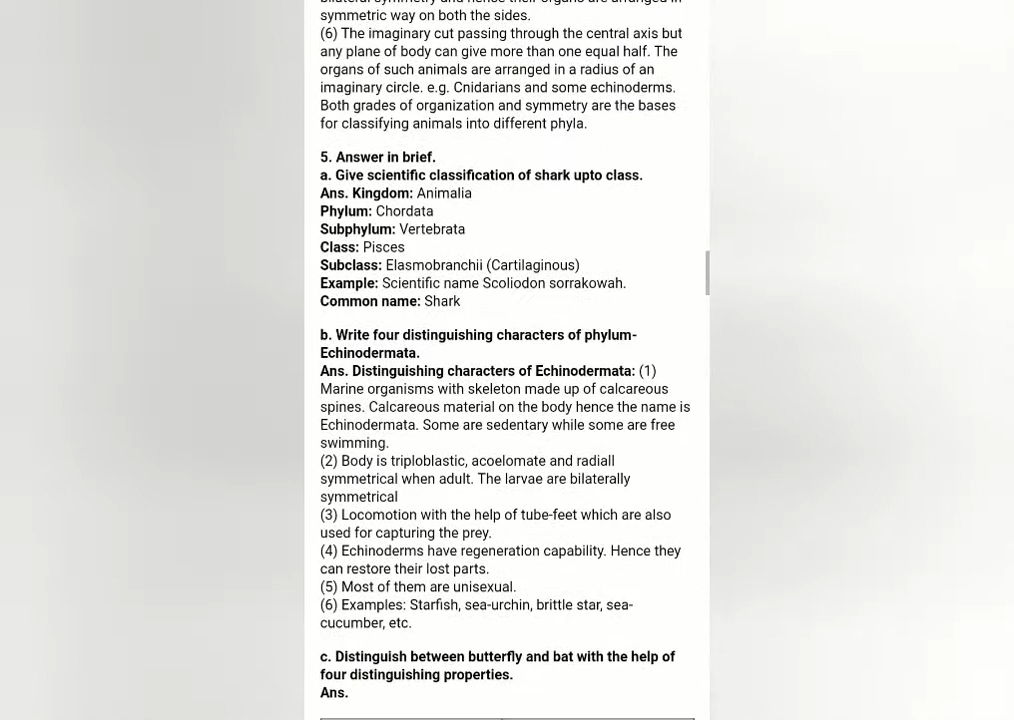 symmetric way on both the sides.
(6) The imaginary cut passing through the central axis but
any plane of body can give more than one equal half. The
organs of such animals are arranged in a radius of an
imaginary circle. e.g. Cnidarians and some echinoderms.
Both grades of organization and symmetry are the bases
for classifying animals into different phyla.
5. Answer in brief.
a. Give scientific classification of shark upto class.
Ans. Kingdom: Animalia
Phylum: Chordata
Subphylum: Vertebrata
Class: Pisces
Subclass: Elasmobranchii (Cartilaginous)
Example: Scientific name Scoliodon sorrakowah.
Common name: Shark
b. Write four distinguishing characters of phylum-
Echinodermata.
Ans. Distinguishing characters of Echinodermata: (1)
Marine organisms with skeleton made up of calcareous
spines. Calcareous material on the body hence the name is
Echinodermata. Some are sedentary while some are free
swimming.
(2) Body is triploblastic, acoelomate and radiall
symmetrical when adult. The larvae are bilaterally
symmetrical
(3) Locomotion with the help of tube-feet which are also
used for capturing the prey.
(4) Echinoderms have regeneration capability. Hence they
can restore their lost parts.
(5) Most of them are unisexual.
(6) Examples: Starfish, sea-urchin, brittle star, sea-
cucumber, etc.
c. Distinguish between butterfly and bat with the help of
four distinguishing properties.
Ans.